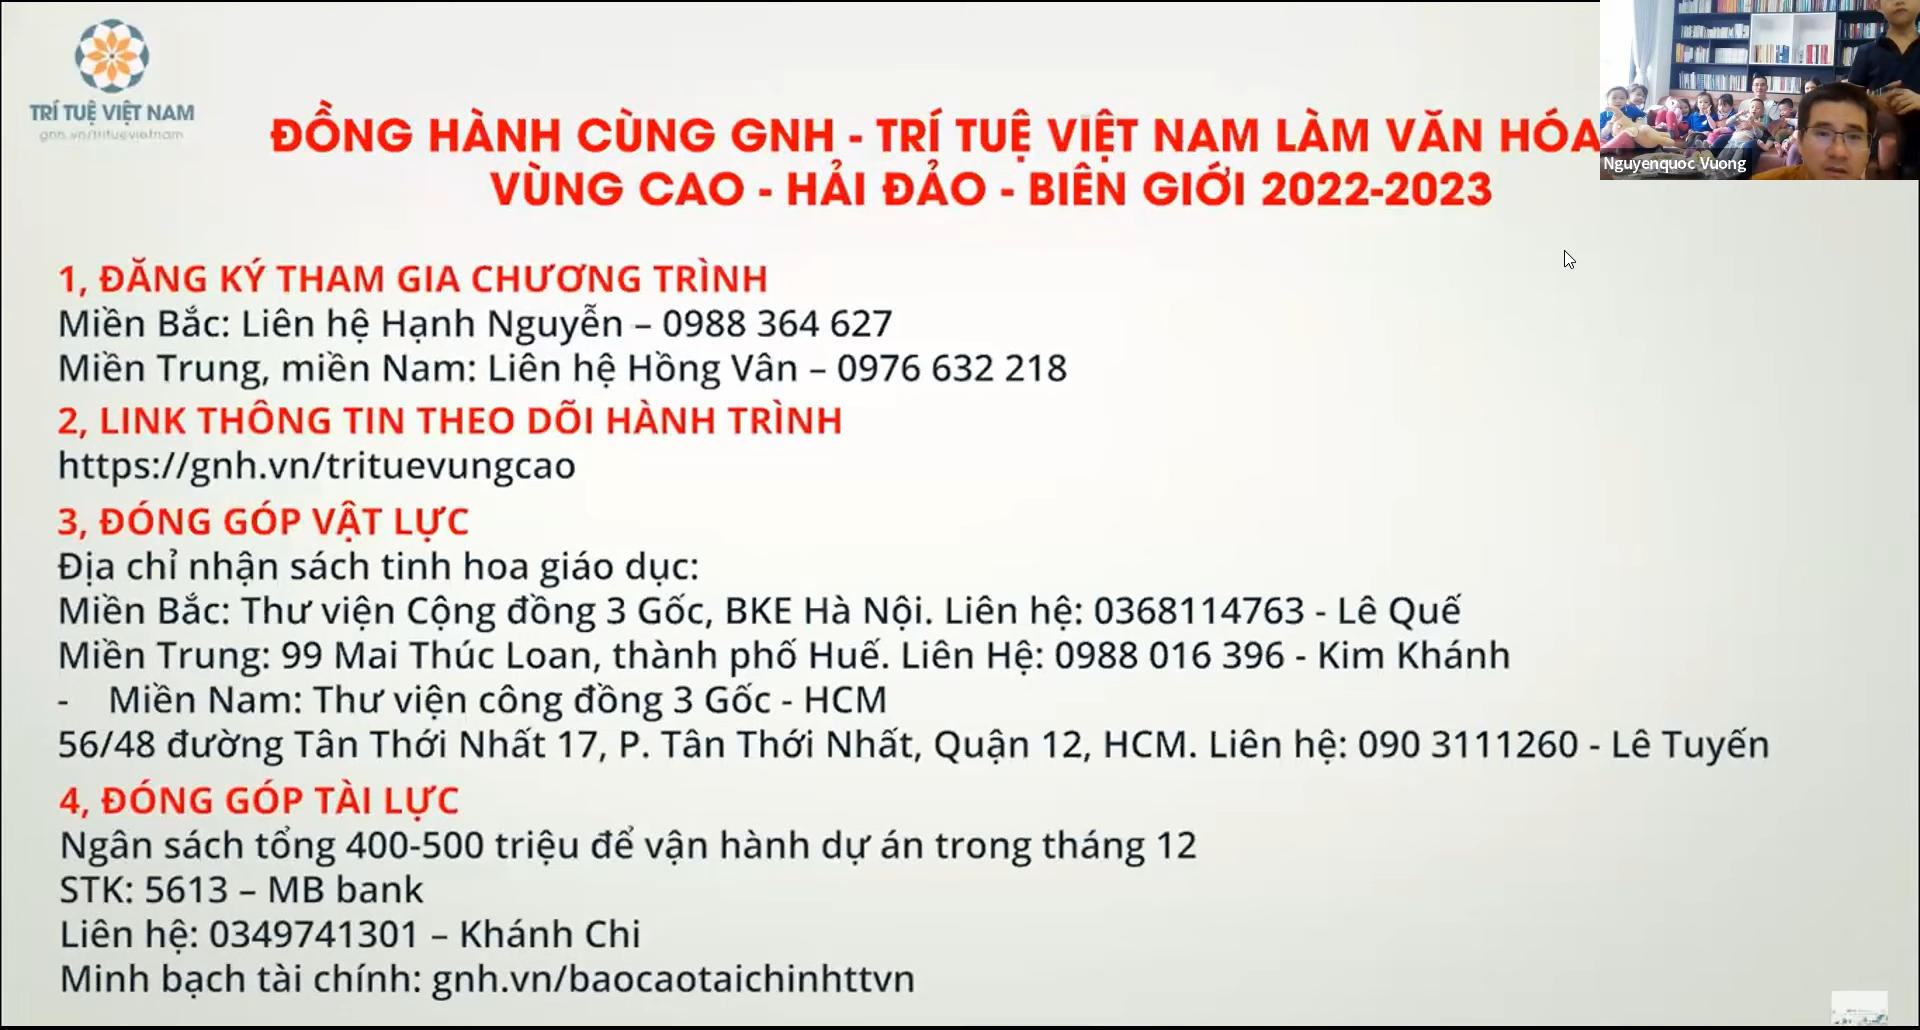 TRÍ TUỆ VIỆT NAM
gnh.vn/trituevietnam
ĐỒNG HÀNH CÙNG GNH - TRÍ TUỆ VIỆT NAM LÀM VĂN HÓA
VÙNG CAO - HẢI ĐẢO - BIÊN GIỚI 2022-2023
Nguyenquoc Vuong
1, ĐĂNG KÝ THAM GIA CHƯƠNG TRÌNH
Miền Bắc: Liên hệ Hạnh Nguyễn – 0988 364 627
Miền Trung, miền Nam: Liên hệ Hồng Vân – 0976 632 218
2, LINK THÔNG TIN THEO DÕI HÀNH TRÌNH
https://gnh.vn/trituevungcao
3, ĐÓNG GÓP VẬT LỰC
Địa chỉ nhận sách tinh hoa giáo dục:
Miền Bắc: Thư viện Cộng đồng 3 Gốc, BKE Hà Nội. Liên hệ: 0368114763 - Lê Quế
Miền Trung: 99 Mai Thúc Loan, thành phố Huế. Liên Hệ: 0988 016 396 - Kim Khánh
- Miền Nam: Thư viện công đồng 3 Gốc - HCM
56/48 đường Tân Thới Nhất 17, P. Tân Thới Nhất, Quận 12, HCM. Liên hệ: 090 3111260 - Lê Tuyến
4, ĐÓNG GÓP TÀI LỰC
Ngân sách tổng 400-500 triệu để vận hành dự án trong tháng 12
STK: 5613 – MB bank
Liên hệ: 0349741301 – Khánh Chi
Minh bạch tài chính: gnh.vn/baocaotaichinhttvn